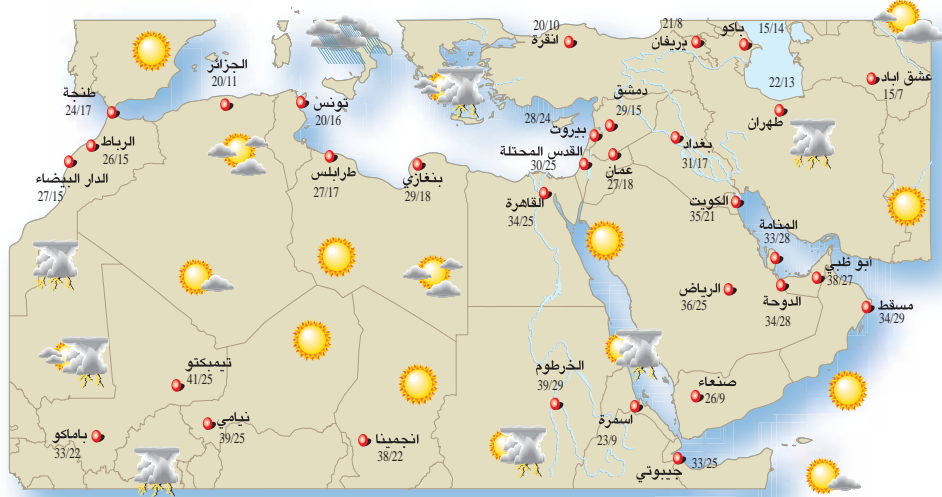 20/10
انقرة
21/8
يريفان
باكو
15/14
22/13
عشق اباد
15/7
طهران
الجزائر
20/11
طنجة
24/17
تونس
20/16
الرباط
26/15
الدار البيضاء
27/15
طرابلس
27/17
بنغازي
29/18
28/24
دمشق
29/15
بيروت
القدس المحتلة
30/25
عمان
27/18
بغداد
31/17
القاهرة
34/25
الكويت
35/21
المنامة
33/28
ابو ظبي
38/27
الرياض
36/25
الدوحة
34/28
مسقط
34/29
تيمبكتو
41/25
الخرطوم
39/29
صنعاء
26/9
باماكو
33/22
نيامي
39/25
انجمينا
38/22
اسمرة
23/9
جيبوتي
33/25